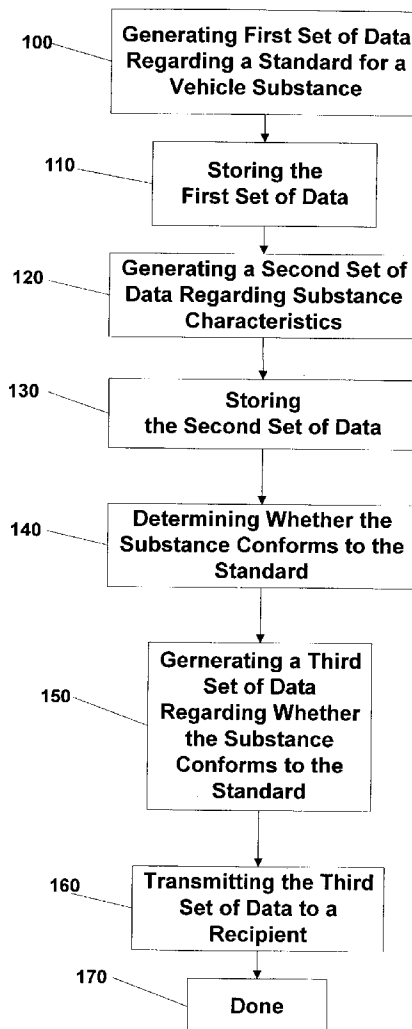 100
Generating First Set of Data
Regarding a Standard for a
Vehicle Substance
110
Storing the
First Set of Data
120
Generating a Second Set of
Data Regarding Substance
Characteristics
130
Storing
the Second Set of Data
140
Determining Whether the
Substance Conforms to the
Standard
150
Gernerating a Third
Set of Data
Regarding Whether
the Substance
Conforms to the
Standard
160
Transmitting the Third
Set of Data to a
Recipient
170
Done